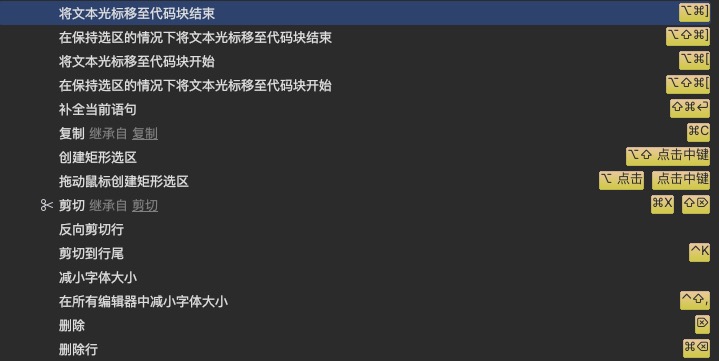 将文本光标移至代码块结束 ⌥⌘]
在保持选区的情况下将文本光标移至代码块结束 ⌥⇧⌘]
将文本光标移至代码块开始 ⌥⌘[
在保持选区的情况下将文本光标移至代码块开始 ⌥⇧⌘[
补全当前语句 ⇧⌘⏎
复制 继承自 复制 ⌘C
创建矩形选区 ⌥⇧ 点击中键
拖动鼠标创建矩形选区 ⌥ 点击 点击中键
剪切 继承自 剪切 ⌘X ⇧⌦
反向剪切行
剪切到行尾 ^K
减小字体大小
在所有编辑器中减小字体大小 ^⇧,
删除 ⌦
删除行 ⌘⌫